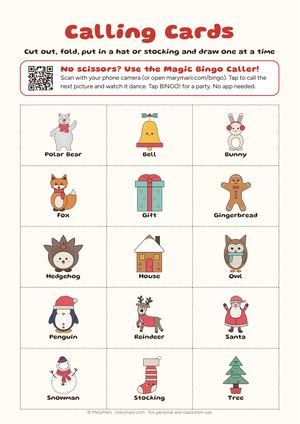 Calling Cards
Cut out, fold, put in a hat or stocking and draw one at a time
No scissors? Use the Magic Bingo Caller!
Scan with your phone camera (or open marymarii.com/bingo). Tap to call the
next picture and watch it dance. Tap BINGO! for a party. No app needed.
Polar Bear Bell Bunny
Fox Gift Gingerbread
Hedgehog House Owl
Penguin Reindeer Santa
Snowman Stocking Tree
© MaryMarii · marymarii.com · For personal and classroom use